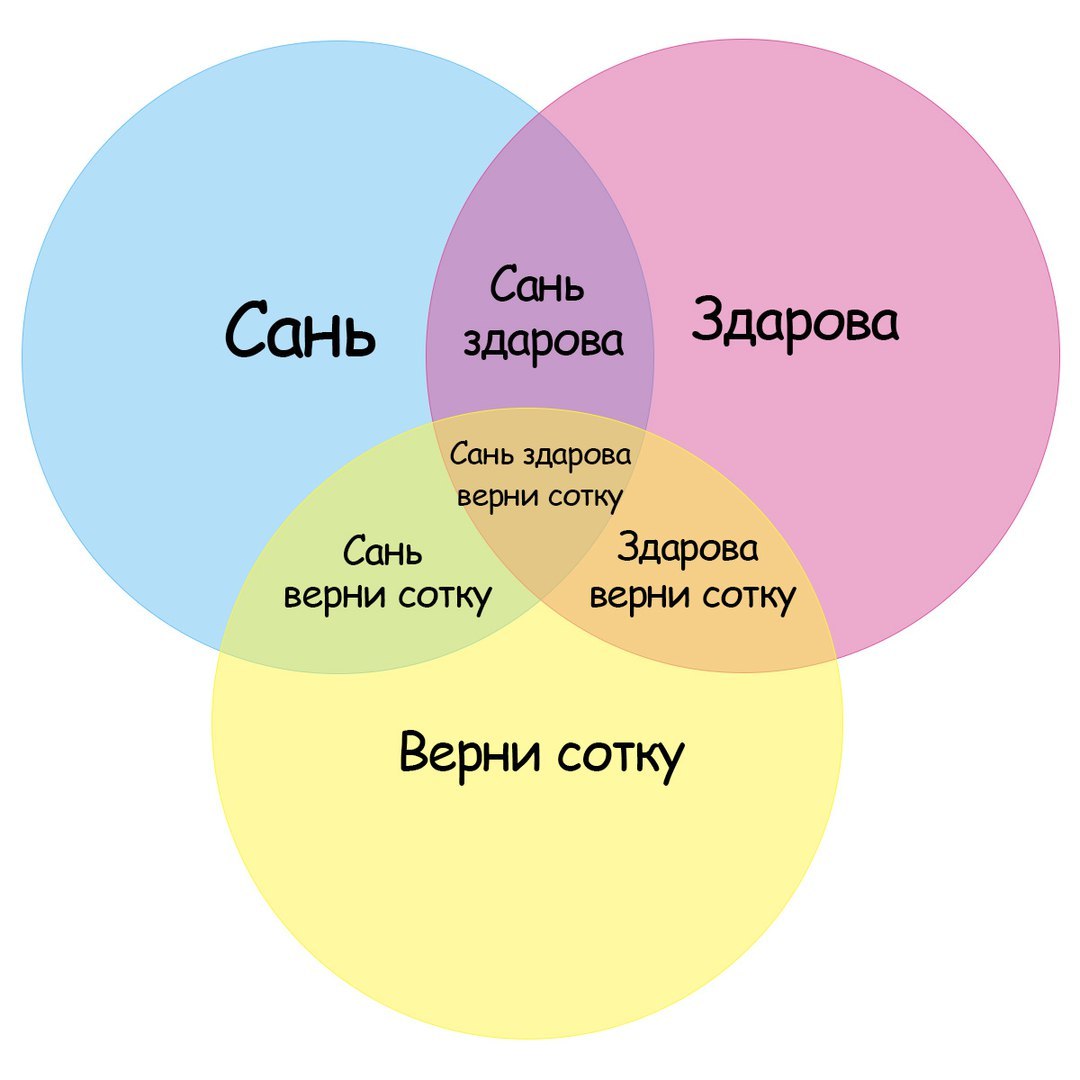 Сань
Сань
здарова
Здарова
Сань здарова
верни сотку
Сань
верни сотку
Здарова
верни сотку
Верни сотку